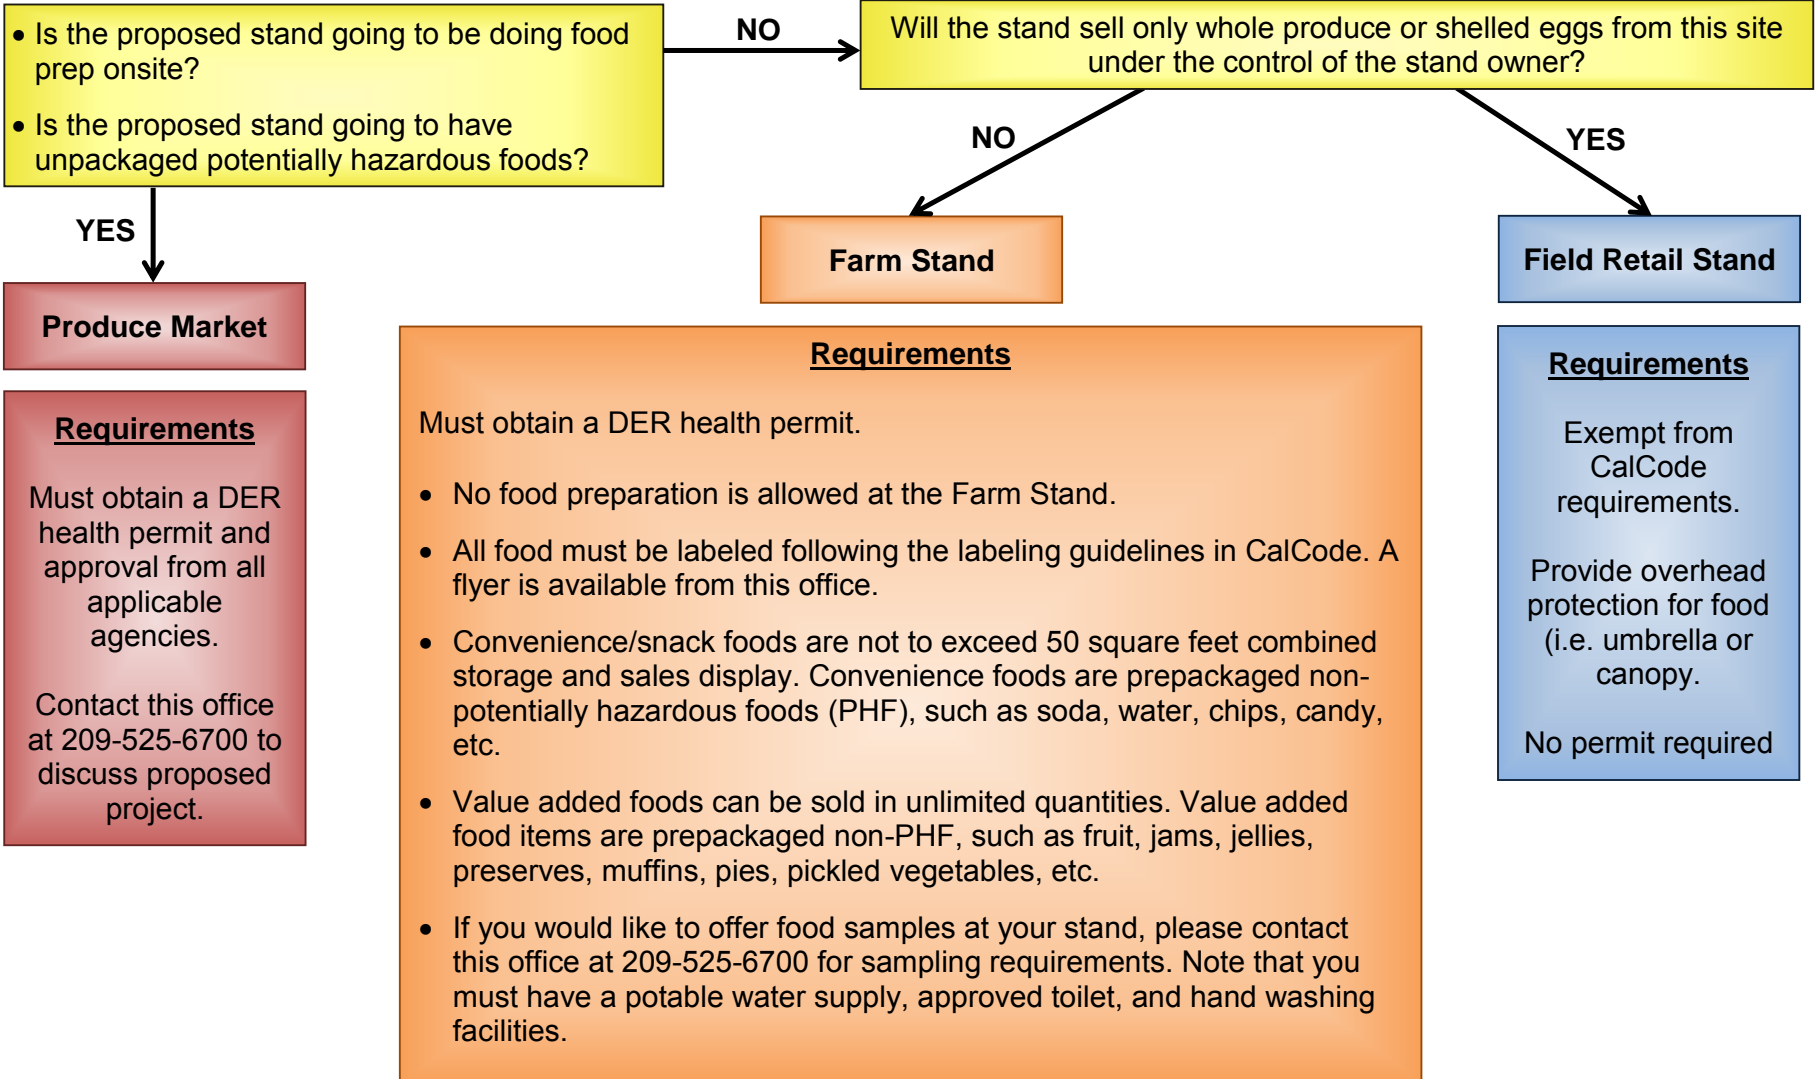 • Is the proposed stand going to be doing food
prep onsite?
• Is the proposed stand going to have
unpackaged potentially hazardous foods?
NO
Will the stand sell only whole produce or shelled eggs from this site
under the control of the stand owner?
YES
NO
YES
Produce Market
Requirements
Must obtain a DER
health permit and
approval from all
applicable
agencies.
Contact this office
at 209-525-6700 to
discuss proposed
project.
Farm Stand
Requirements
Must obtain a DER health permit.
• No food preparation is allowed at the Farm Stand.
• All food must be labeled following the labeling guidelines in CalCode. A
flyer is available from this office.
• Convenience/snack foods are not to exceed 50 square feet combined
storage and sales display. Convenience foods are prepackaged non-
potentially hazardous foods (PHF), such as soda, water, chips, candy,
etc.
• Value added foods can be sold in unlimited quantities. Value added
food items are prepackaged non-PHF, such as fruit, jams, jellies,
preserves, muffins, pies, pickled vegetables, etc.
• If you would like to offer food samples at your stand, please contact
this office at 209-525-6700 for sampling requirements. Note that you
must have a potable water supply, approved toilet, and hand washing
facilities.
Field Retail Stand
Requirements
Exempt from
CalCode
requirements.
Provide overhead
protection for food
(i.e. umbrella or
canopy.
No permit required